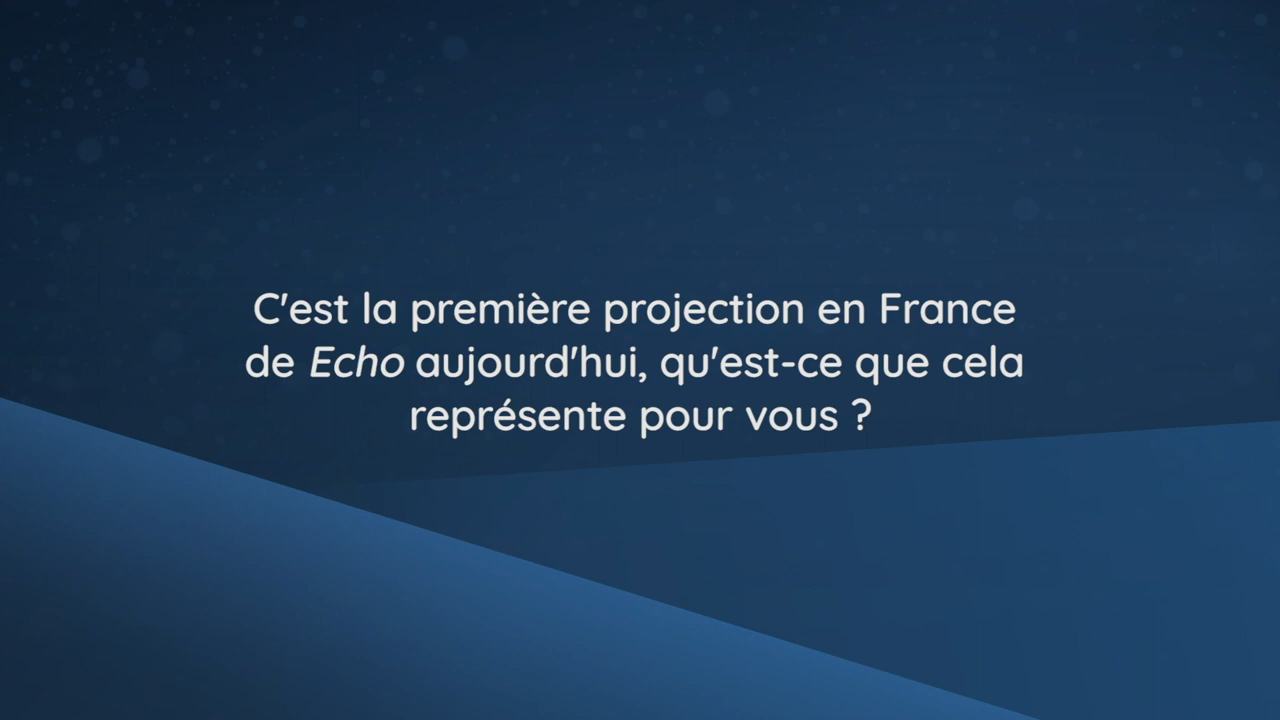 C'est la première projection en France
de Echo aujourd'hui, qu'est-ce que cela
représente pour vous ?